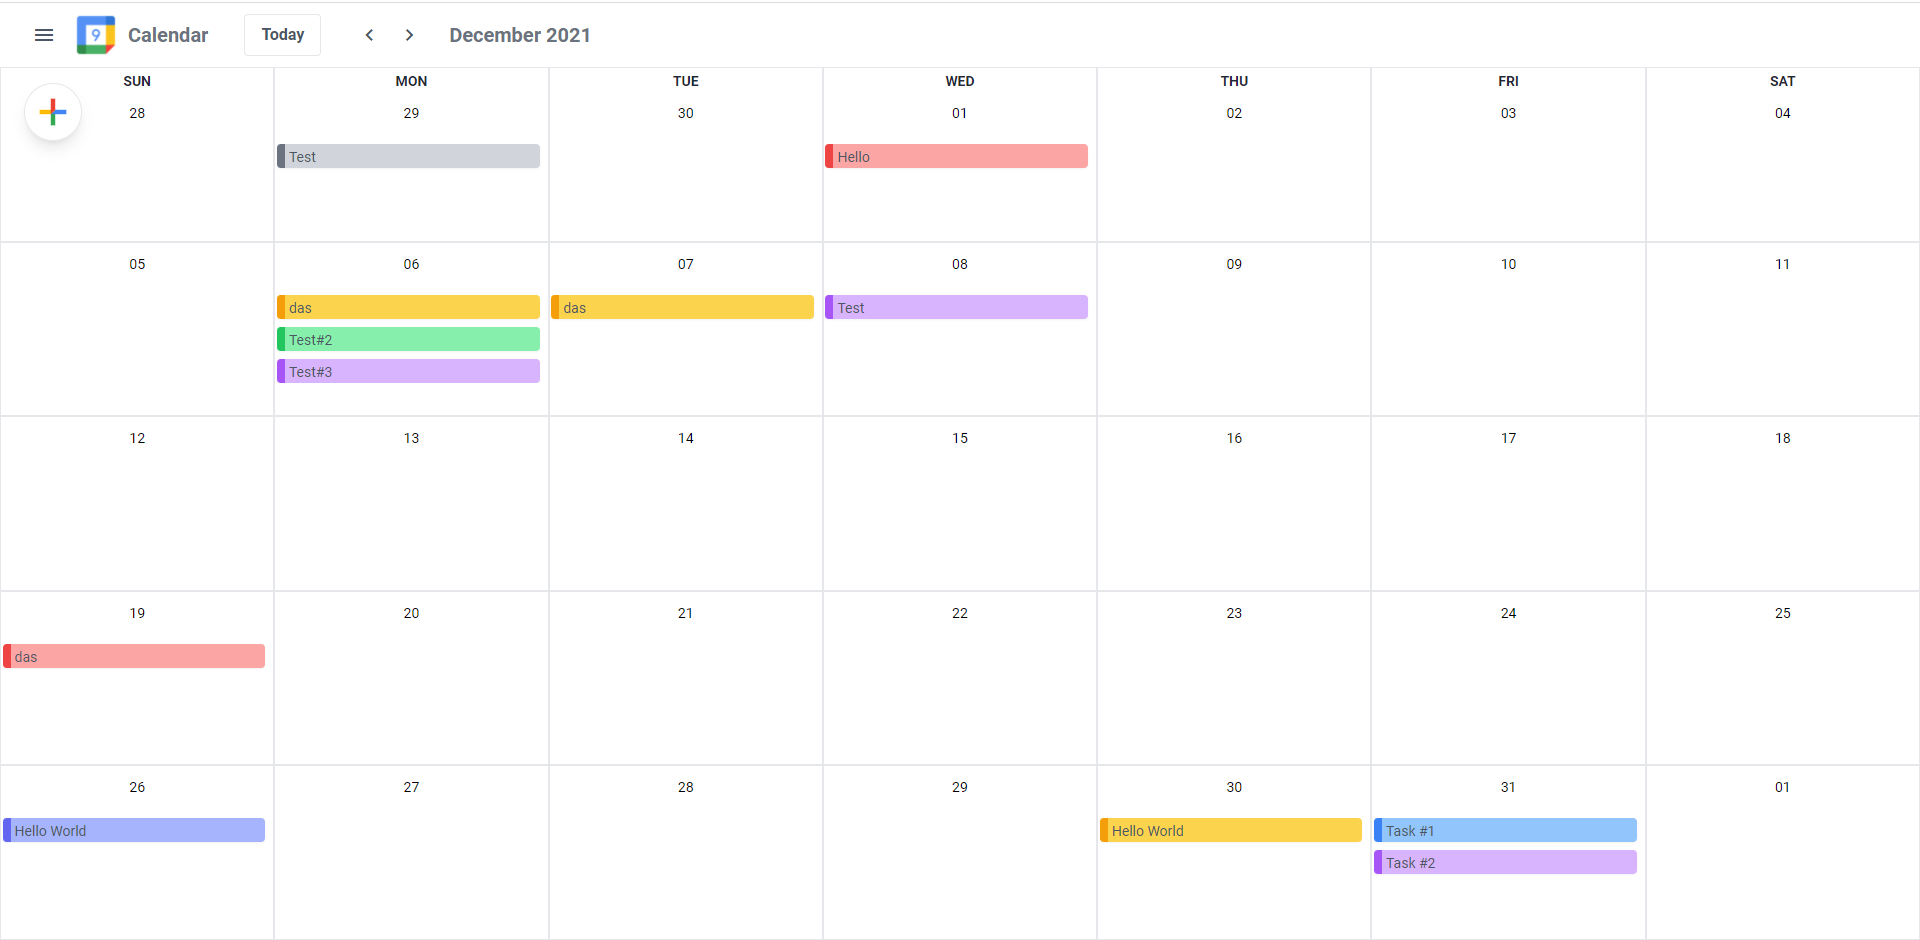 9 Calendar Today December 2021
SUN MON TUE WED THU FRI SAT
28 29 30 01 02 03 04
Test Hello
05 06 07 08 09 10 11
das das Test
Test#2
Test#3
12 13 14 15 16 17 18
19 20 21 22 23 24 25
das
26 27 28 29 30 31 01
Hello World Hello World Task #1
Task #2